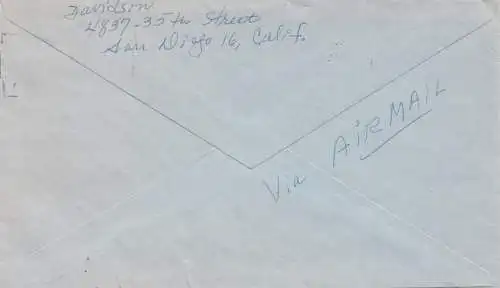 Davidson
4837-35th Street
San Diego 16, Calif.
Via AIRMAIL